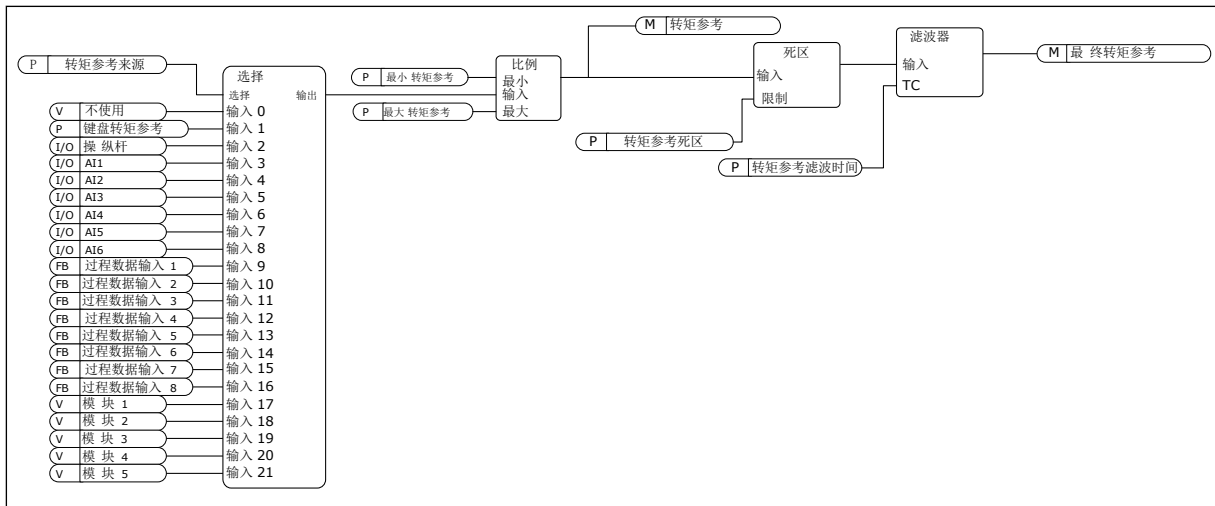 M 转矩参考
滤波器
P 转矩参考来源
选择
比例
死区
M 最 终转矩参考
选择 输出
P 最小 转矩参考
最小
输入
输入
V 不使用
输入 0
输入
TC
P 键盘转矩参考
输入 1
P 最大 转矩参考
最大
限制
I/O 操 纵杆
输入 2
P 转矩参考死区
I/O AI1
输入 3
P 转矩参考滤波时间
I/O AI2
输入 4
I/O AI3
输入 5
I/O AI4
输入 6
I/O AI5
输入 7
I/O AI6
输入 8
FB 过程数据输入 1
输入 9
FB 过程数据输入 2
输入 10
FB 过程数据输入 3
输入 11
FB 过程数据输入 4
输入 12
FB 过程数据输入 5
输入 13
FB 过程数据输入 6
输入 14
FB 过程数据输入 7
输入 15
FB 过程数据输入 8
输入 16
V 模 块 1
输入 17
V 模 块 2
输入 18
V 模 块 3
输入 19
V 模 块 4
输入 20
V 模 块 5
输入 21